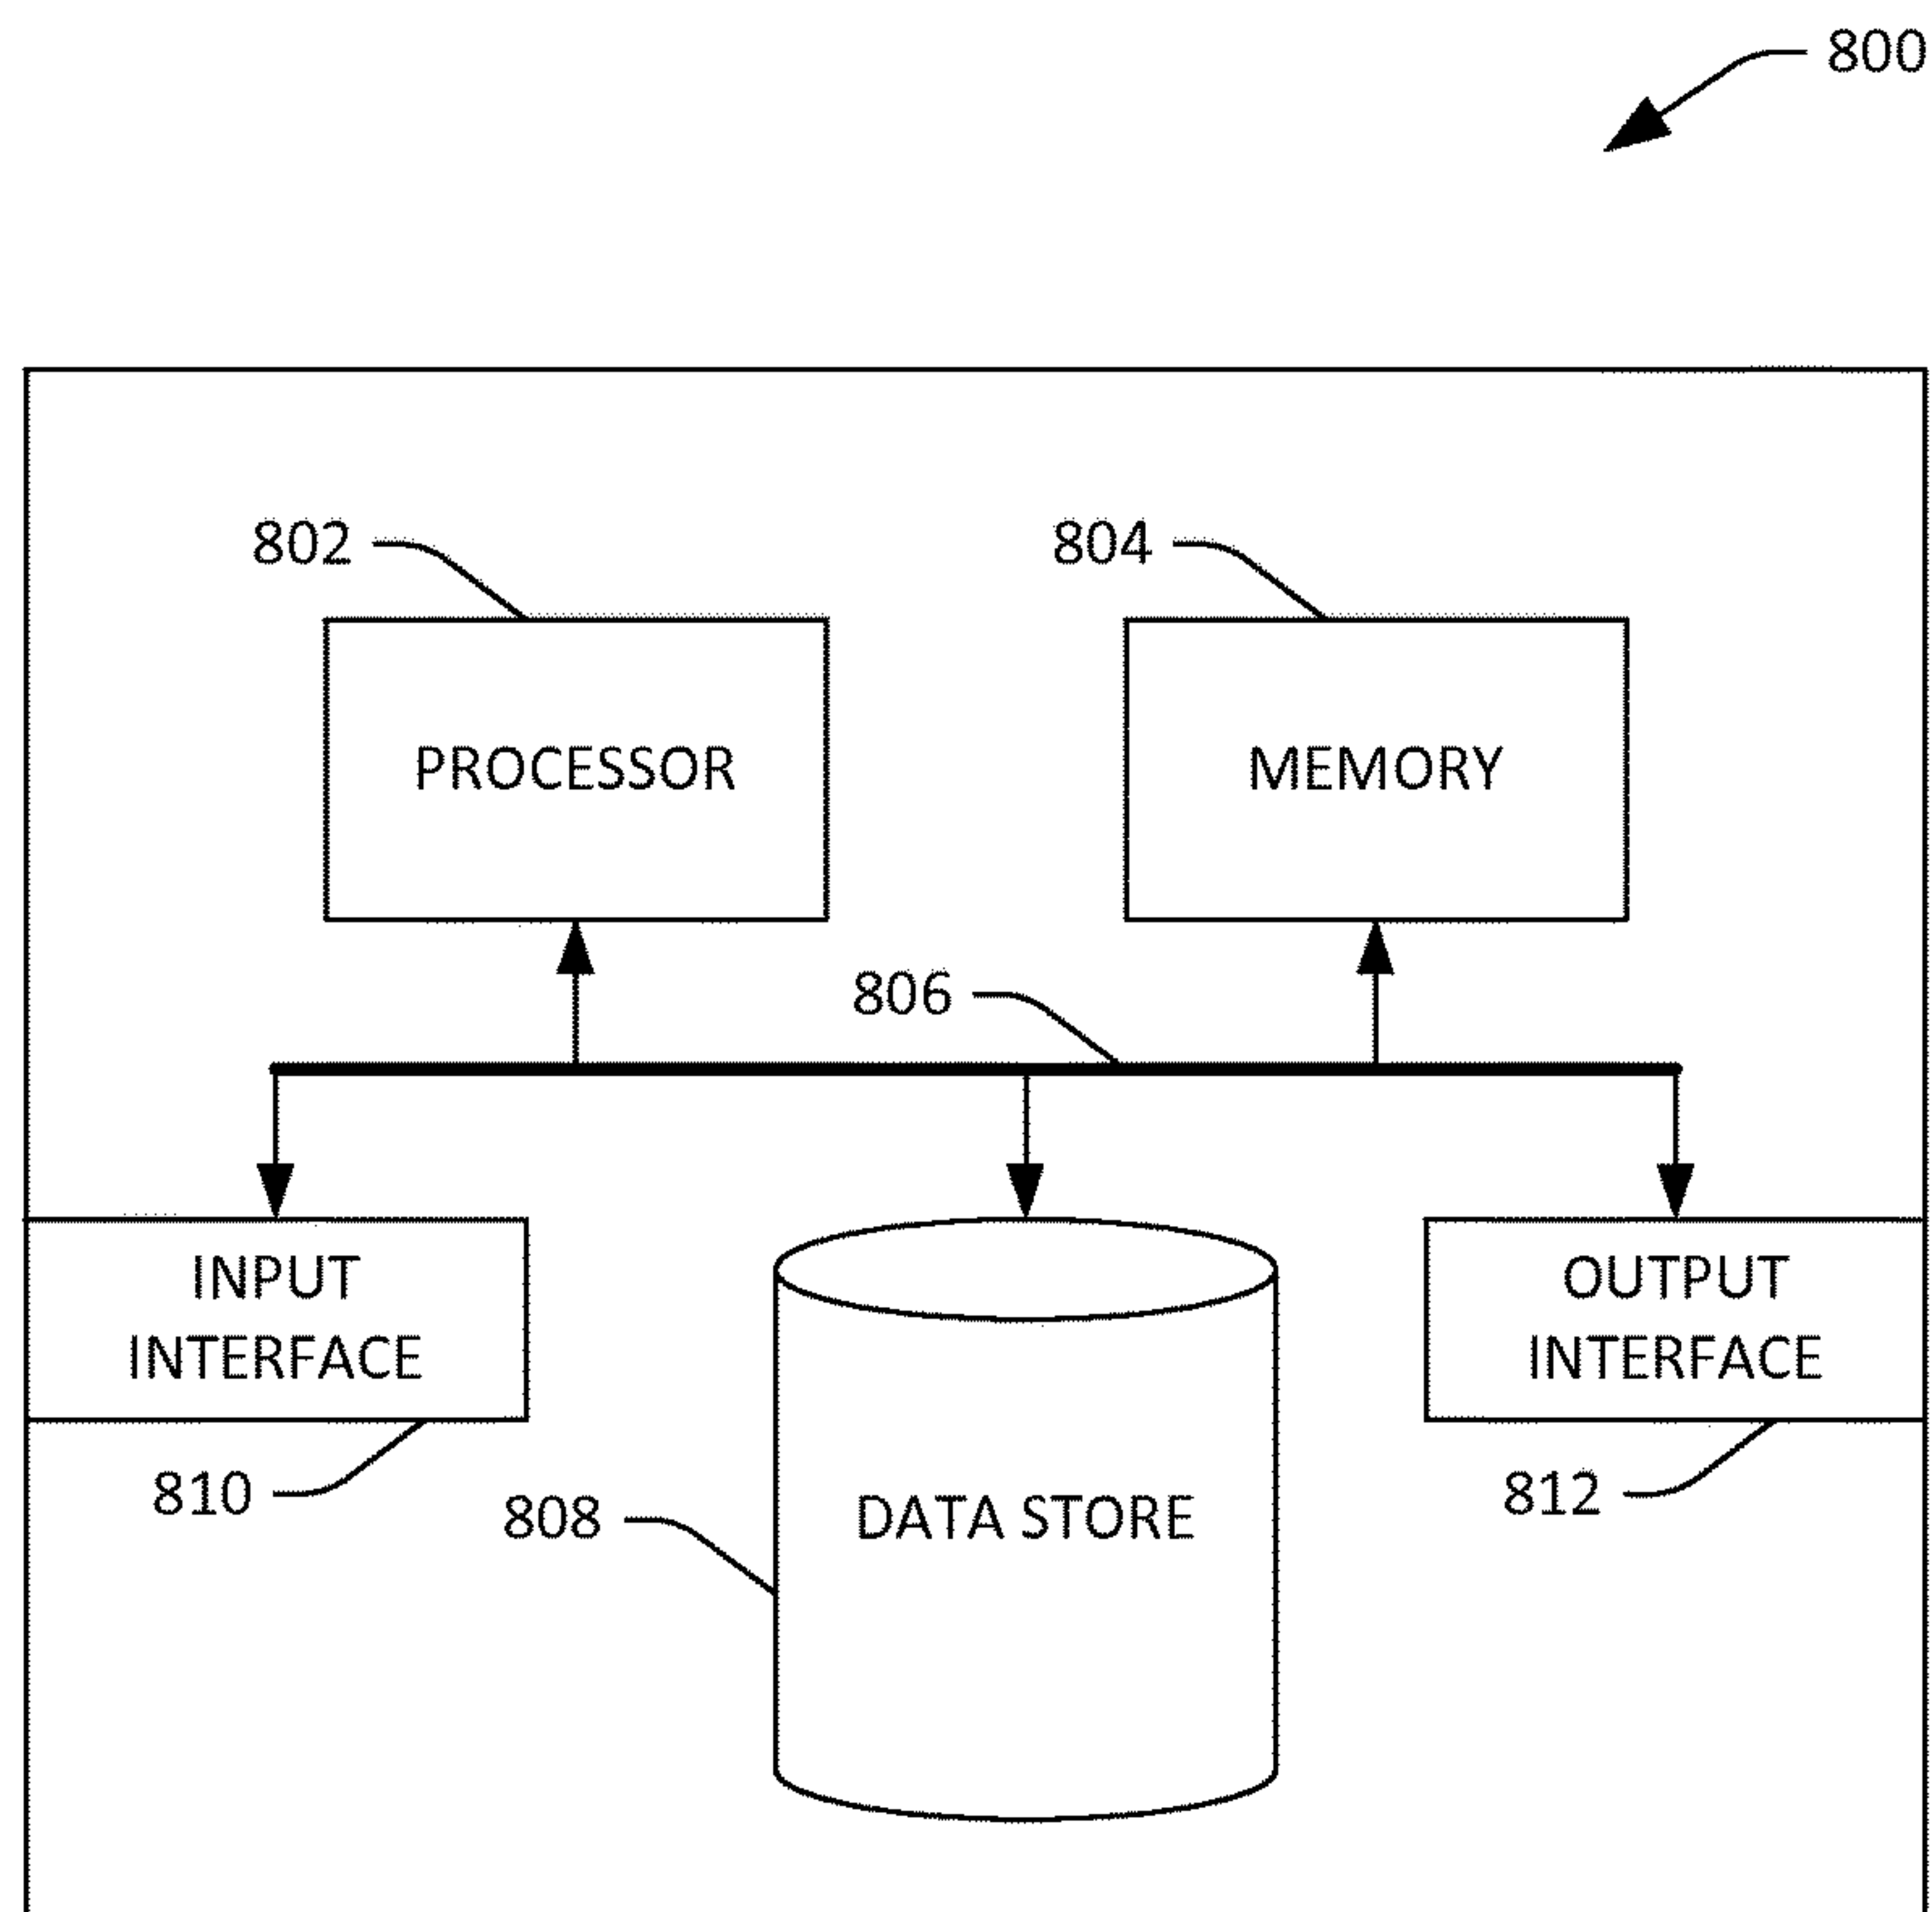 800
802
804
PROCESSOR
MEMORY
806
INPUT
INTERFACE
OUTPUT
INTERFACE
810
808
DATA STORE
812